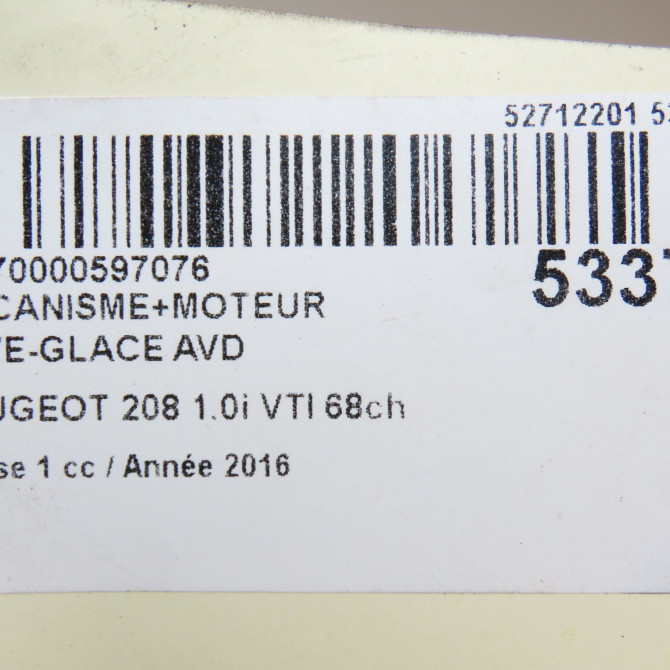 52712201 53
70000597076
533
CANISME+MOTEUR
VE-GLACE AVD
UGEOT 208 1.0i VTI 68ch
se 1 cc / Année 2016